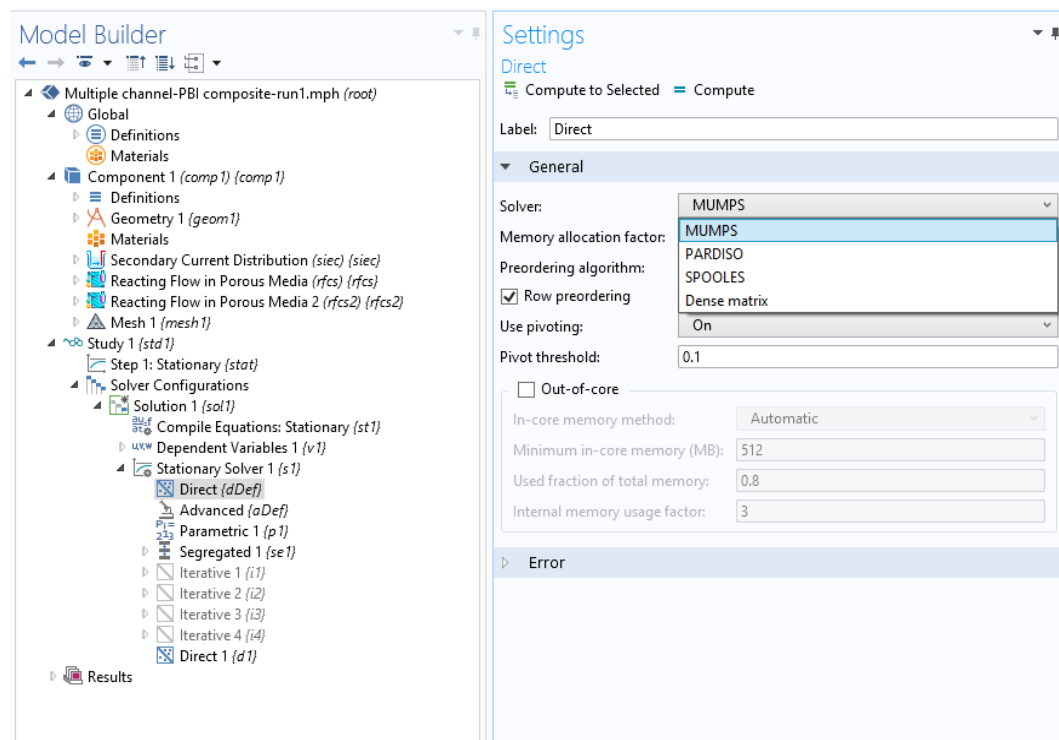 Model Builder
Multiple channel-PBI composite-run1.mph (root)
Global
Definitions
Materials
Component 1 (comp1) {comp1}
Definitions
Geometry 1 {geom1}
Materials
Secondary Current Distribution (siec) {siec}
Reacting Flow in Porous Media (rfcs) {rfcs}
Reacting Flow in Porous Media 2 (rfcs2) {rfcs2}
Mesh 1 {mesh1}
Study 1 {std1}
Step 1: Stationary {stat}
Solver Configurations
Solution 1 {sol1}
Compile Equations: Stationary {st1}
Dependent Variables 1 {v1}
Stationary Solver 1 {s1}
Direct {dDef}
Advanced {aDef}
Parametric 1 {p1}
Segregated 1 {se1}
Iterative 1 {i1}
Iterative 2 {i2}
Iterative 3 {i3}
Iterative 4 {i4}
Direct 1 {d1}
Results
Settings
Direct
Compute to Selected = Compute
Label: Direct
General
Solver: MUMPS
MUMPS
Memory allocation factor:
PARDISO
Preordering algorithm:
SPOOLES
Row preordering
Dense matrix
Use pivoting: On
Pivot threshold: 0.1
Out-of-core
In-core memory method: Automatic
Minimum in-core memory (MB): 512
Used fraction of total memory: 0.8
Internal memory usage factor: 3
Error